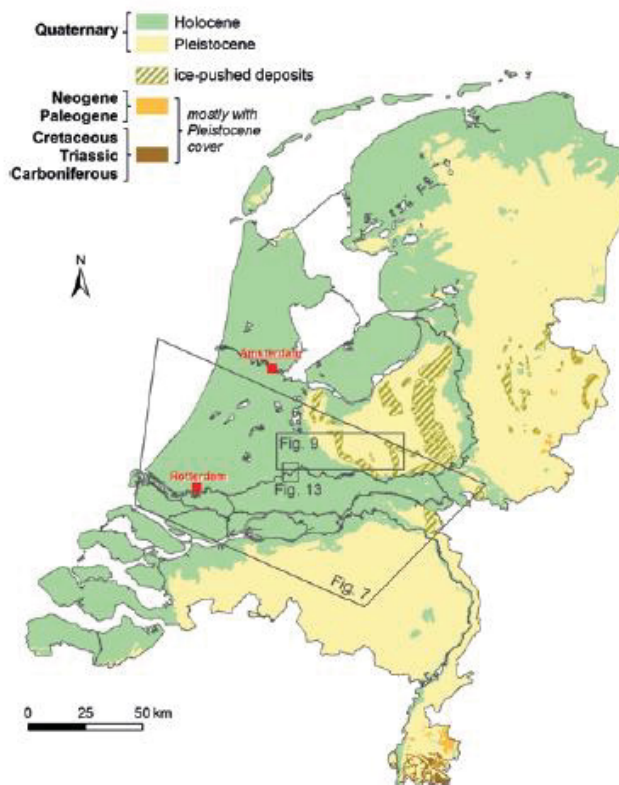 Quaternary
Holocene
Pleistocene
ice-pushed deposits
Neogene
Paleogene
Cretaceous
Triassic
Carboniferous
mostly with
Pleistocene
cover
N
Amsterdam
Fig. 9
Rotterdam
Fig. 13
Fig. 7
0 25 50 km